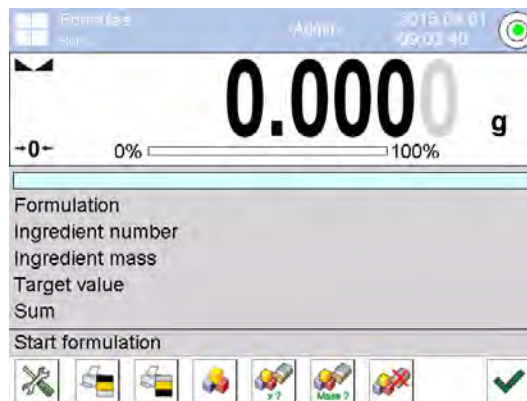 Formulas
Admin
2015.04.01
09:03:40
0.0000
g
→0←
0%
100%
Formulation
Ingredient number
Ingredient mass
Target value
Sum
Start formulation
x ?
Mass ?